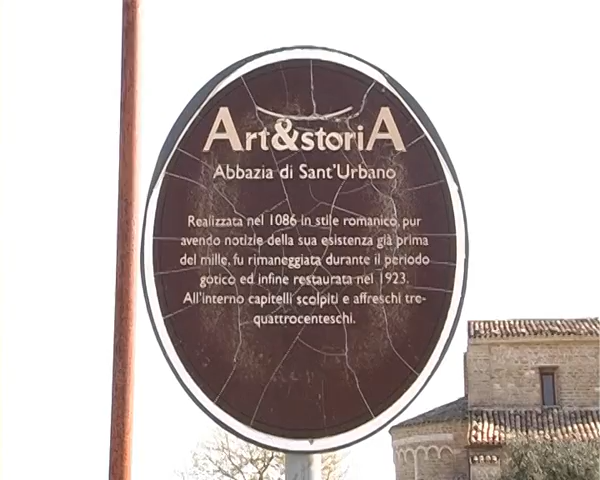 Art&storiA
Abbazia di Sant'Urbano
Realizzata nel 1086 in stile romanico, pur
avendo notizie della sua esistenza già prima
del mille, fu rimaneggiata durante il periodo
gotico ed infine restaurata nel 1923.
All'interno capitelli scolpiti e affreschi tre-
quattrocenteschi.